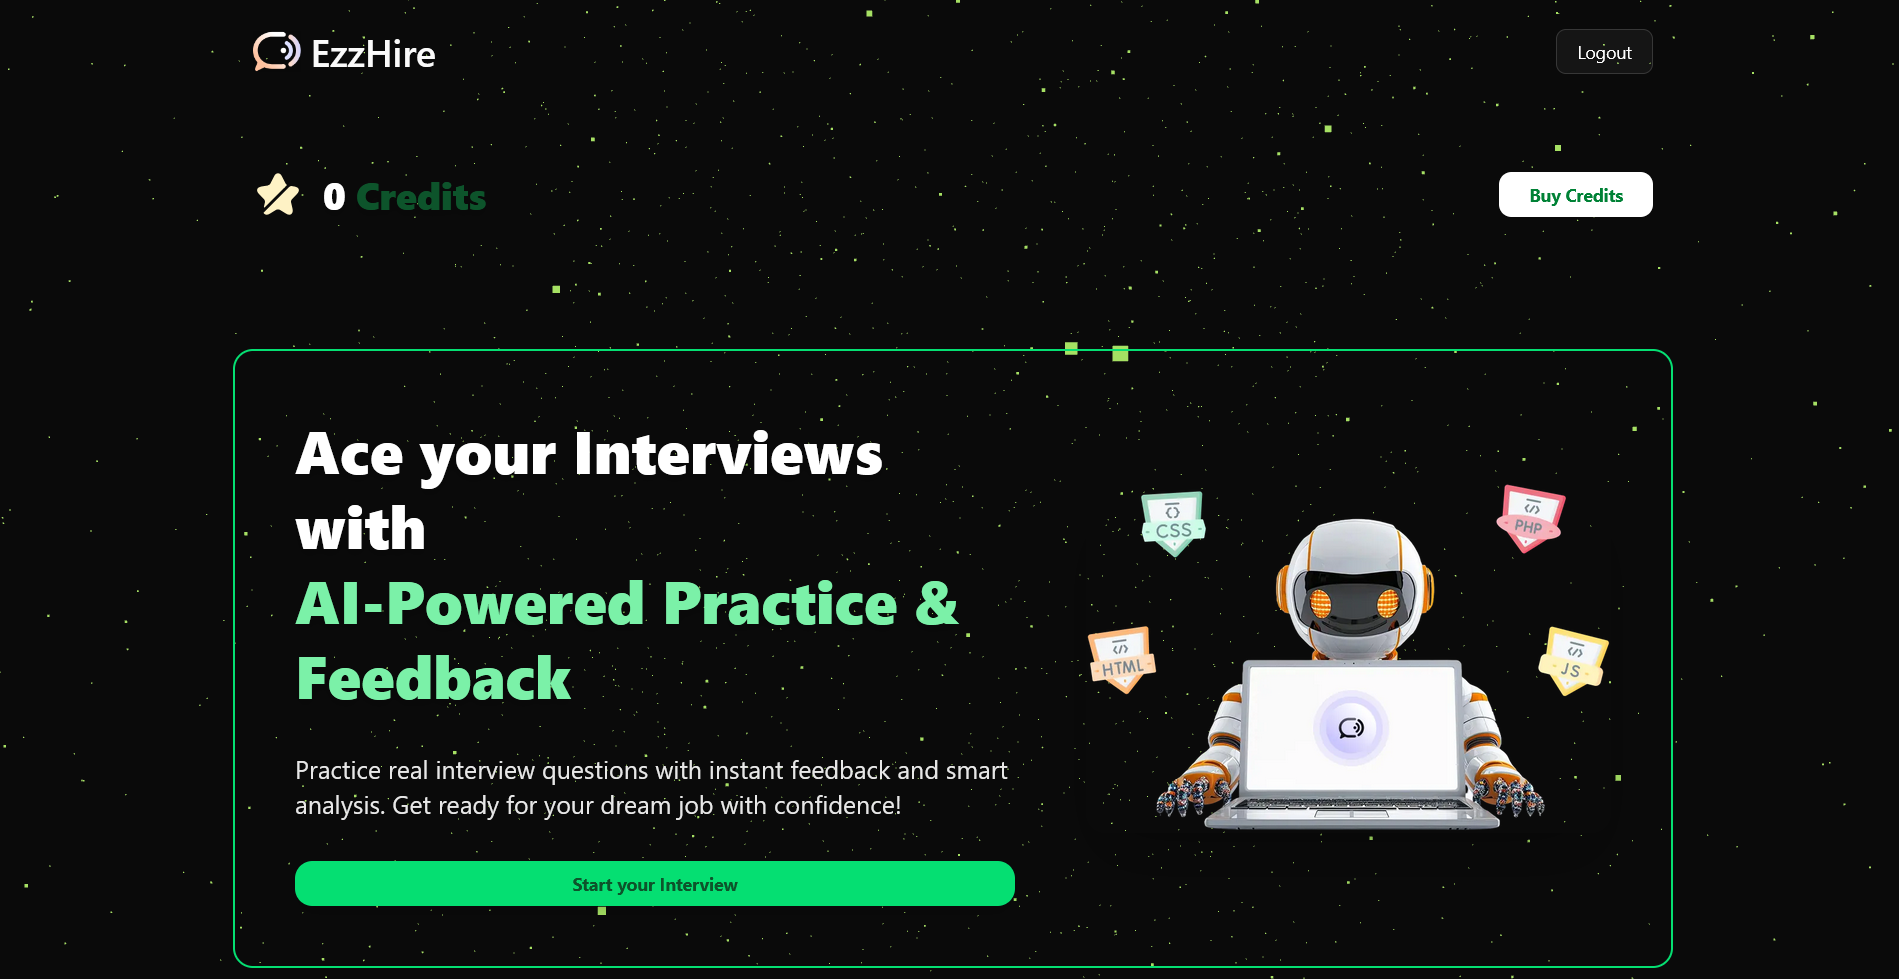 EzzHire
Logout
0 Credits
Buy Credits
Ace your Interviews
with
AI-Powered Practice &
Feedback
Practice real interview questions with instant feedback and smart
analysis. Get ready for your dream job with confidence!
Start your Interview
CSS
PHP
HTML
JS